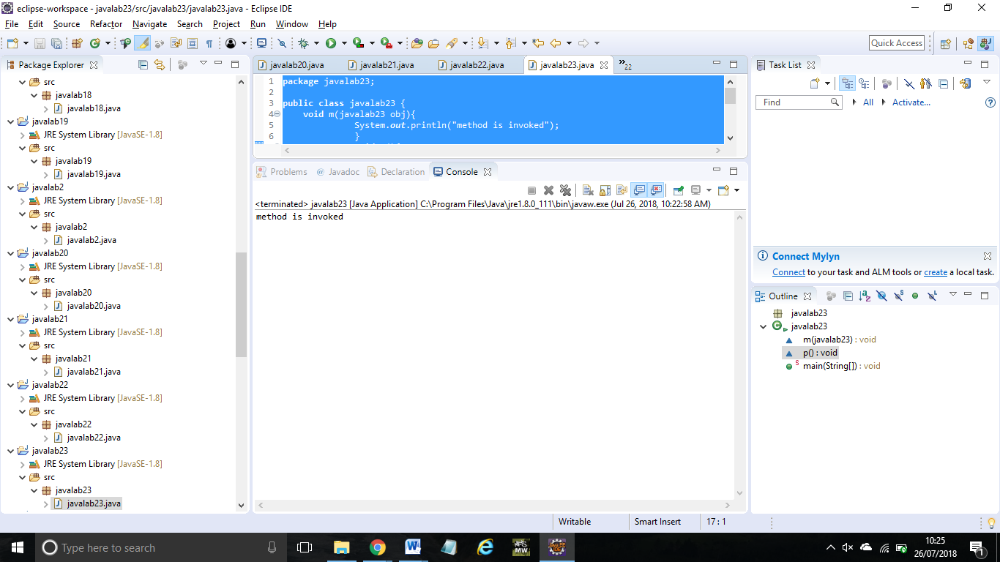 eclipse-workspace - javalab23/src/javalab23/javalab23.java - Eclipse IDE
File Edit Source Refactor Navigate Search Project Run Window Help
Quick Access
Package Explorer
src
javalab18
javalab18.java
javalab19
JRE System Library [JavaSE-1.8]
src
javalab19
javalab19.java
javalab2
JRE System Library [JavaSE-1.8]
src
javalab2
javalab2.java
javalab20
JRE System Library [JavaSE-1.8]
src
javalab20
javalab20.java
javalab21
JRE System Library [JavaSE-1.8]
src
javalab21
javalab21.java
javalab22
JRE System Library [JavaSE-1.8]
src
javalab22
javalab22.java
javalab23
JRE System Library [JavaSE-1.8]
src
javalab23
javalab23.java
javalab20.java javalab21.java javalab22.java javalab23.java »22
1 package javalab23;
2
3 public class javalab23 {
4 void m(javalab23 obj){
5 System.out.println("method is invoked");
6 }
Problems @ Javadoc Declaration Console
<terminated> javalab23 [Java Application] C:\Program Files\Java\jre1.8.0_111\bin\javaw.exe (Jul 26, 2018, 10:22:58 AM)
method is invoked
Task List
Find All Activate...
Connect Mylyn
Connect to your task and ALM tools or create a local task.
Outline
javalab23
javalab23
m(javalab23) : void
p() : void
main(String[]) : void
Writable Smart Insert 17 : 1
Type here to search
10:25
26/07/2018
1